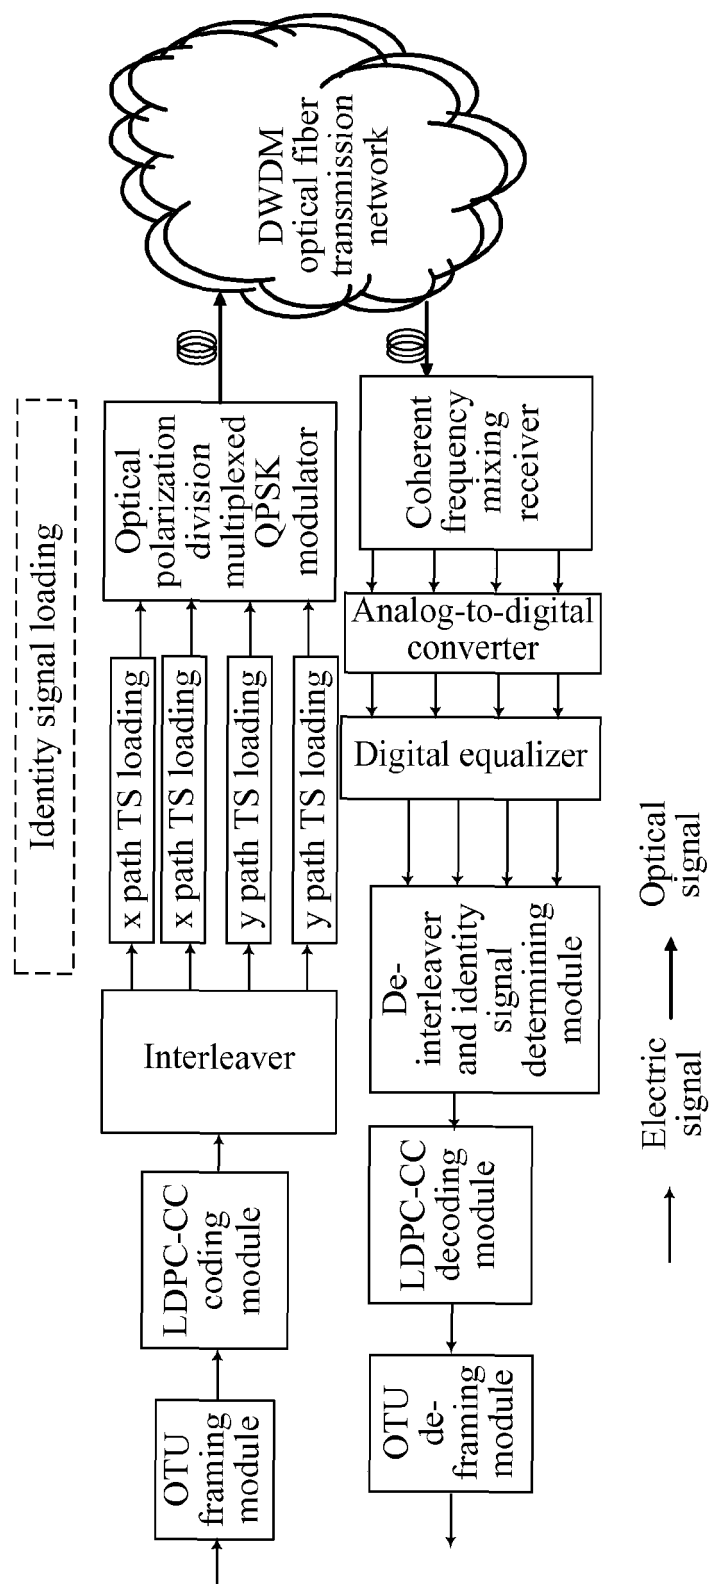 Identity signal loading
OTU
framing
module
LDPC-CC
coding
module
Interleaver
x path TS loading
x path TS loading
y path TS loading
y path TS loading
Optical
polarization
division
multiplexed
QPSK
modulator
DWDM
optical fiber
transmission
network
Coherent
frequency
mixing
receiver
Analog-to-digital
converter
Digital equalizer
De-
interleaver
and identity
signal
determining
module
LDPC-CC
decoding
module
OTU
de-
framing
module
Electric
signal
Optical
signal